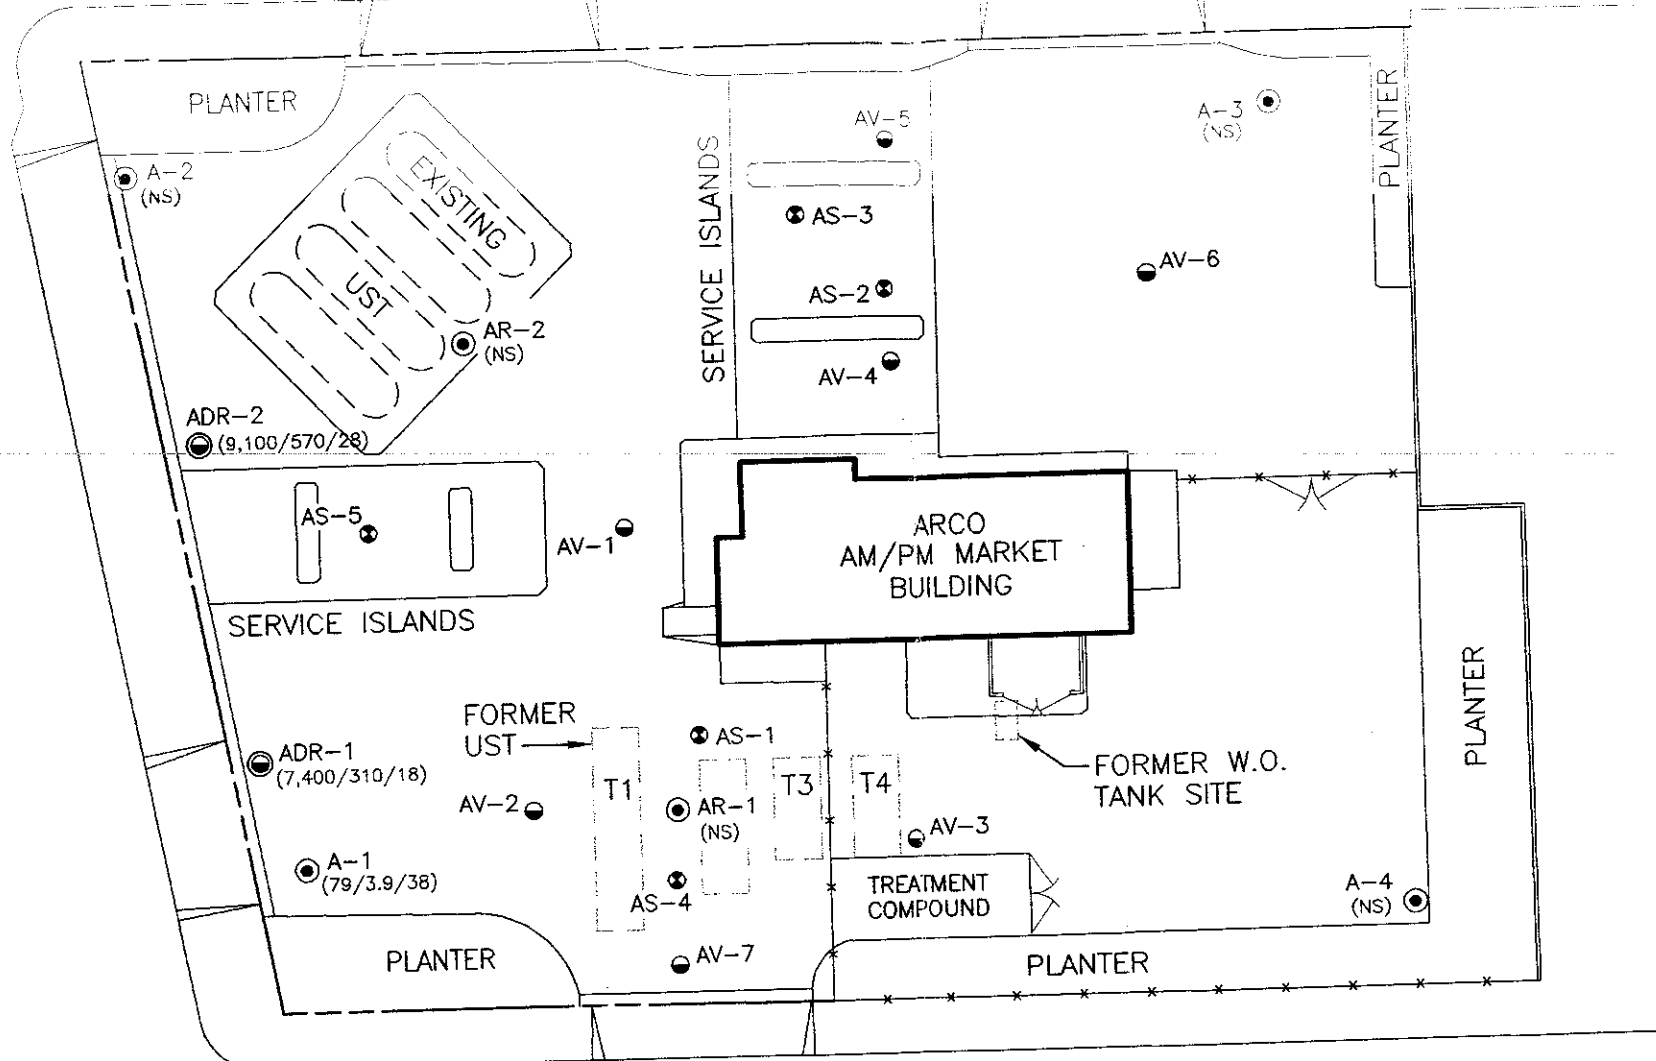 PLANTER
A-2
(NS)
EXISTING
UST
AR-2
(NS)
ADR-2
(9,100/570/28)
SERVICE ISLANDS
AV-5
AS-3
AS-2
AV-4
A-3
(NS)
PLANTER
AV-6
AS-5
AV-1
SERVICE ISLANDS
ARCO
AM/PM MARKET
BUILDING
FORMER
UST
AS-1
ADR-1
(7,400/310/18)
AV-2
T1
AR-1
(NS)
T3
T4
AV-3
FORMER W.O.
TANK SITE
PLANTER
A-1
(79/3.9/38)
AS-4
TREATMENT
COMPOUND
A-4
(NS)
PLANTER
AV-7
PLANTER